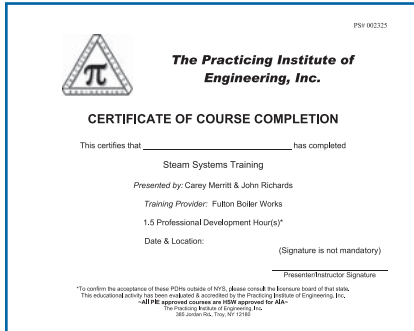 PS# 002325
π
The Practicing Institute of
Engineering, Inc.
CERTIFICATE OF COURSE COMPLETION
This certifies that has completed
Steam Systems Training
Presented by: Carey Merritt & John Richards
Training Provider: Fulton Boiler Works
1.5 Professional Development Hour(s)*
Date & Location:
(Signature is not mandatory)
Presenter/Instructor Signature
*To confirm the acceptance of these PDHs outside of NYS, please consult the licensure board of that state.
This educational activity has been evaluated & accredited by the Practicing Institute of Engineering, Inc.
~All PIE approved courses are HSW approved for AIA~
The Practicing Institute of Engineering, Inc.
385 Jordan Rd., Troy, NY 12180